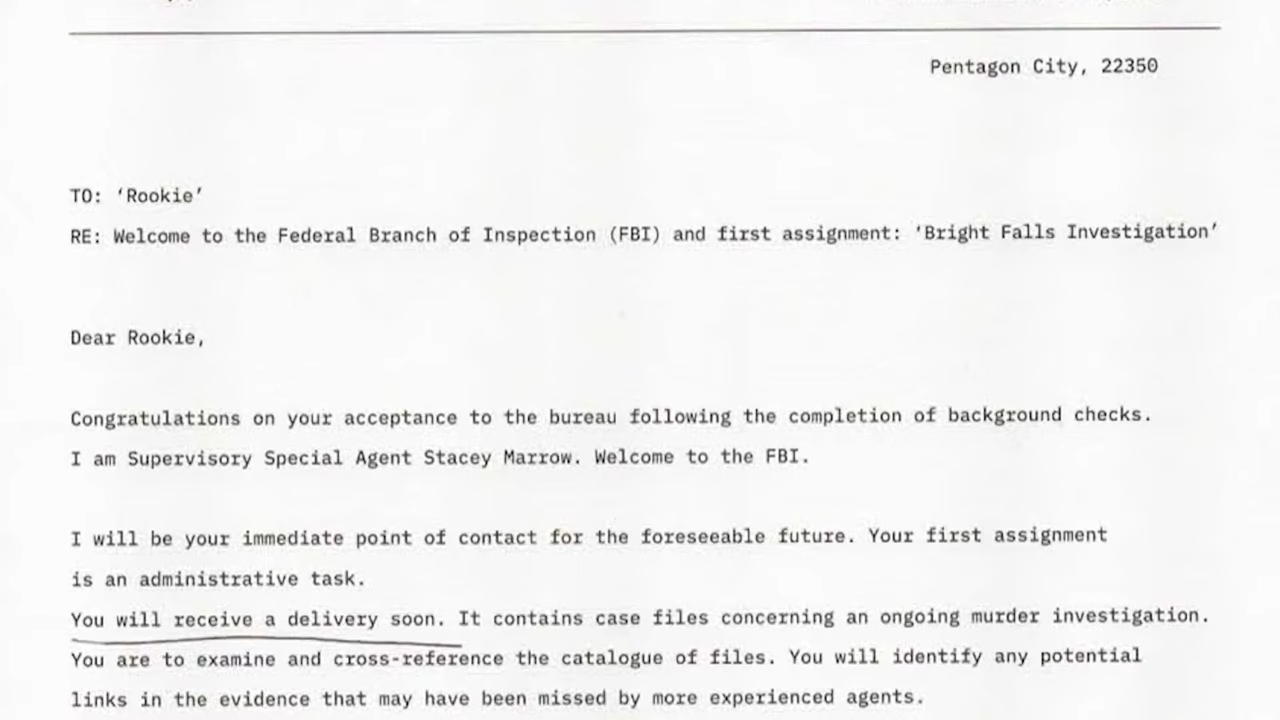 Pentagon City, 22350
TO: ‘Rookie’
RE: Welcome to the Federal Branch of Inspection (FBI) and first assignment: ‘Bright Falls Investigation’
Dear Rookie,
Congratulations on your acceptance to the bureau following the completion of background checks.
I am Supervisory Special Agent Stacey Marrow. Welcome to the FBI.
I will be your immediate point of contact for the foreseeable future. Your first assignment
is an administrative task.
You will receive a delivery soon. It contains case files concerning an ongoing murder investigation.
You are to examine and cross-reference the catalogue of files. You will identify any potential
links in the evidence that may have been missed by more experienced agents.